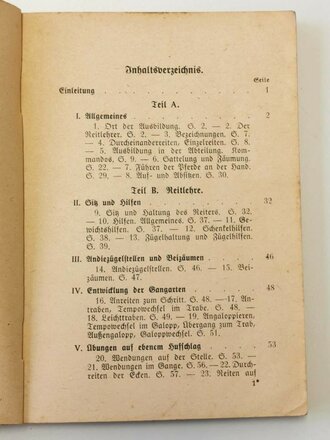 Inhaltsverzeichnis.
Seite
Einleitung . . . . . . . . . . . . 1
Teil A.
I. Allgemeines . . . . . . . . . . 2
1. Ort der Ausbildung. S. 2. — 2. Der
Reitlehrer. S. 2. — 3. Bezeichnungen. S. 7.
— 4. Durcheinanderreiten, Einzelreiten. S. 8.
— 5. Ausbildung in der Abteilung, Kom-
mandos. S. 9. — 6. Sattelung und Zäumung.
S. 22. — 7. Führen der Pferde an der Hand.
S. 29. — 8. Auf- und Absitzen. S. 30.
Teil B. Reitlehre.
II. Sitz und Hilfen . . . . . . . . 32
9. Sitz und Haltung des Reiters. S. 32.
— 10. Hilfen. Allgemeines. S. 37. — 11. Ge-
wichtshilfen. S. 37. — 12. Schenkelhilfen.
S. 38. — 13. Zügelhaltung und Zügelhilfen.
S. 39.
III. Andiezügelstellen und Beizäumen . . 46
14. Andiezügelstellen. S. 46. — 15. Bei-
zäumen. S. 47.
IV. Entwicklung der Gangarten . . . . 48
16. Anreiten zum Schritt. S. 48. — 17. An-
traben, Tempowechsel im Trabe. S. 48. —
18. Leichttraben. S. 49. — 19. Angaloppieren,
Tempowechsel im Galopp, Übergang zum Trab,
Außengalopp, Galoppwechsel. S. 51.
V. Übungen auf ebenem Hufschlag . . 53
20. Wendungen auf der Stelle. S. 53. —
21. Wendungen im Gange. S. 56. — 22. Durch-
reiten der Ecken. S. 57. — 23. Reiten auf
1*